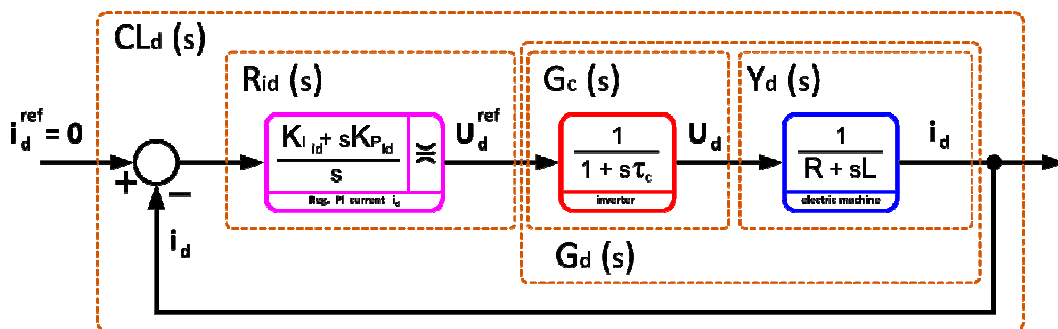 CLd (s)
Rid (s)
Gc (s)
Yd (s)
id ref = 0
+
−
KI id + sKP id
s
Reg. PI current id
Ud ref
1
1 + sτc
inverter
Ud
1
R + sL
electric machine
id
id
Gd (s)